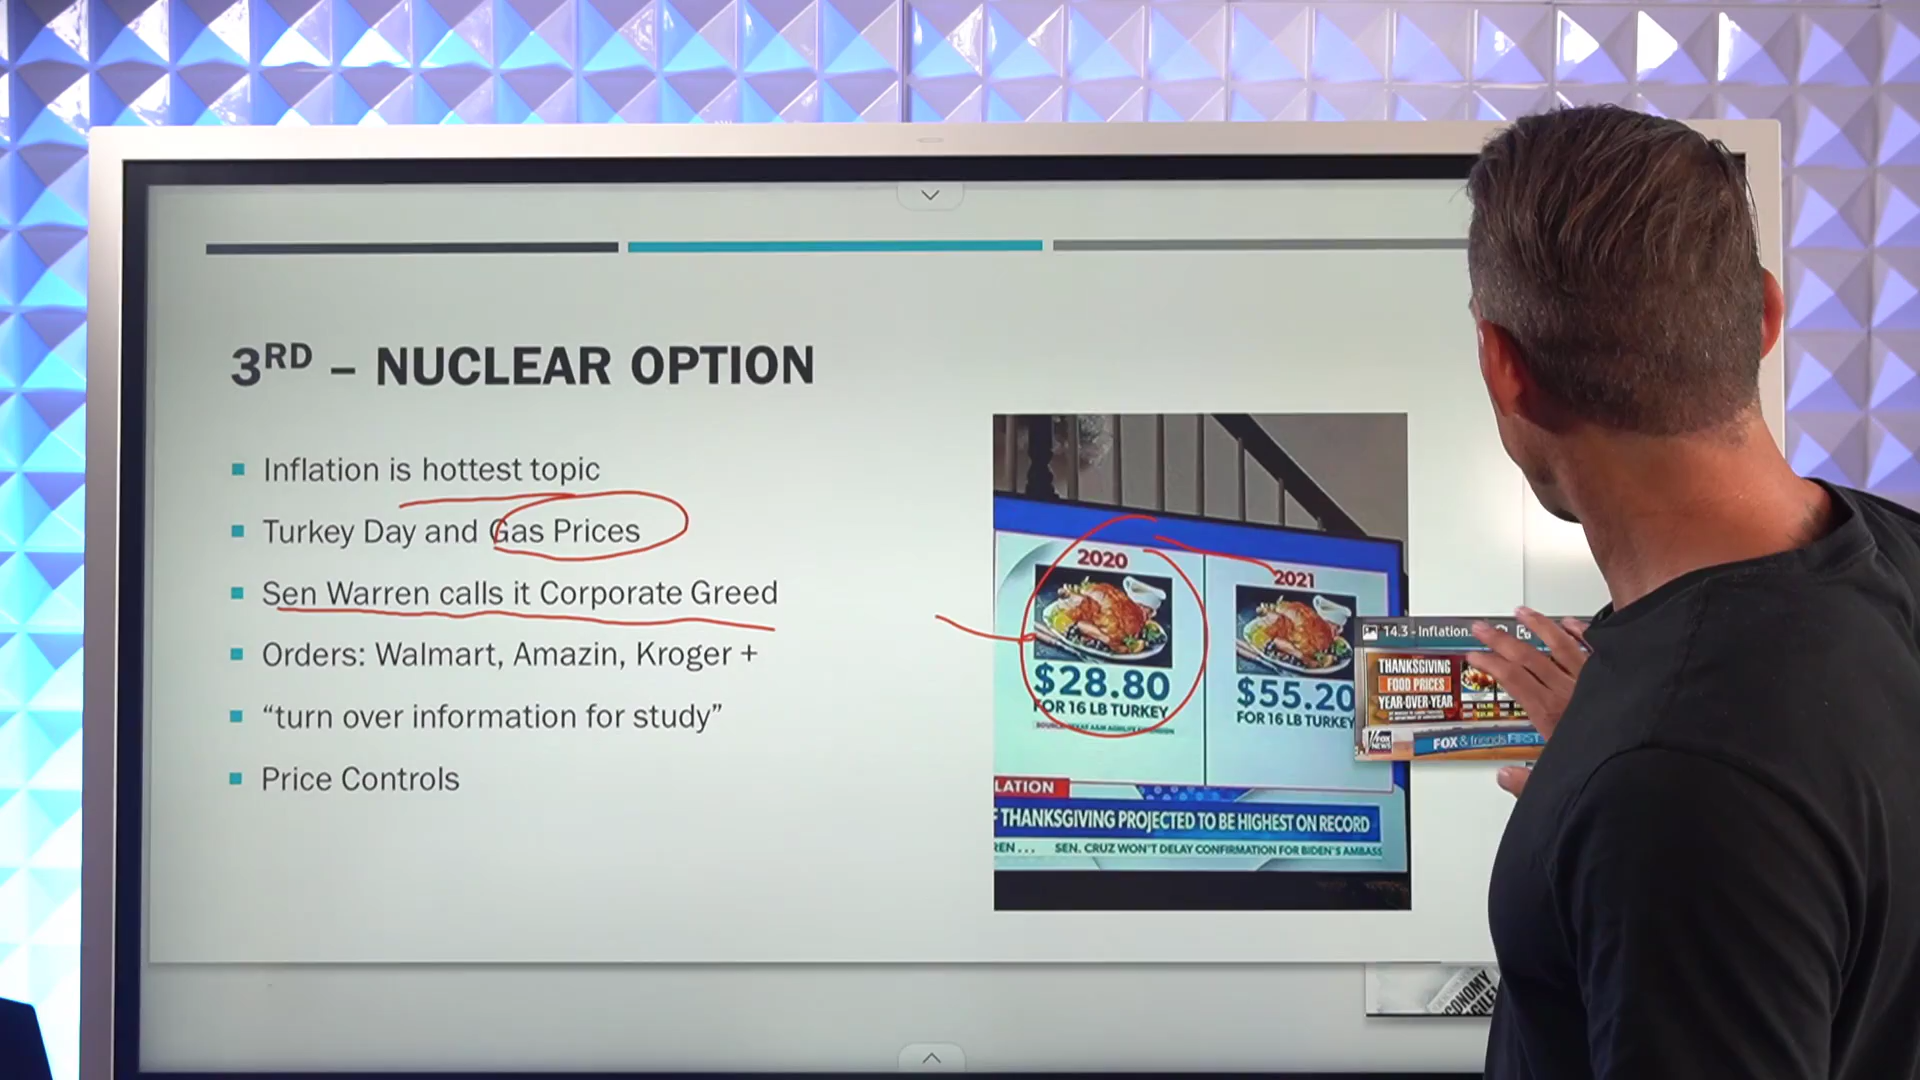 3RD – NUCLEAR OPTION
Inflation is hottest topic
Turkey Day and Gas Prices
Sen Warren calls it Corporate Greed
Orders: Walmart, Amazin, Kroger +
“turn over information for study”
Price Controls
2020
$28.80
FOR 16 LB TURKEY
2021
$55.20
FOR 16 LB TURKEY
LATION
F THANKSGIVING PROJECTED TO BE HIGHEST ON RECORD
REN... SEN. CRUZ WON'T DELAY CONFIRMATION FOR BIDEN'S AMBASS
14.3 - Inflation...
THANKSGIVING
FOOD PRICES
YEAR-OVER-YEAR
FOX
NEWS
FOX & friends FIRST